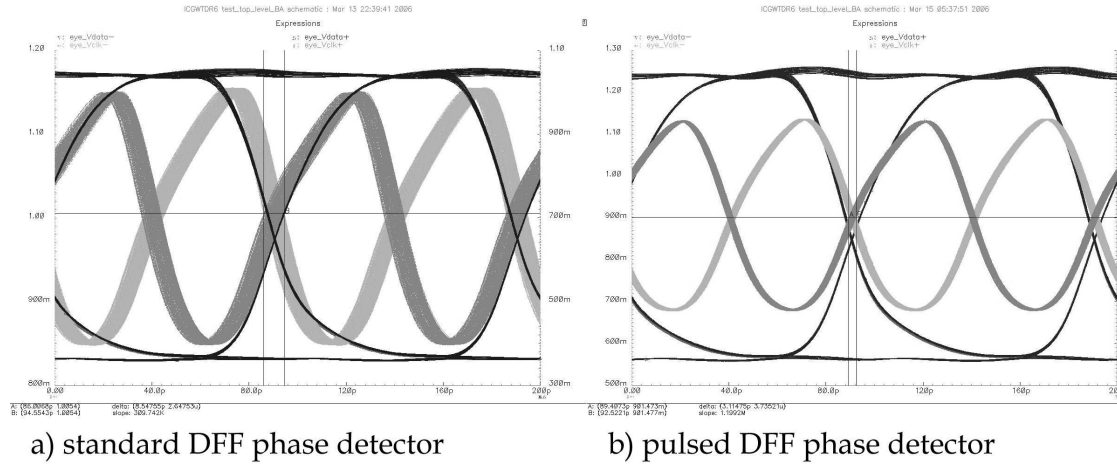 ICGWTDR6 test_top_level_BA schematic : Mar 13 22:39:41 2006
Expressions
eye_Vdata−
eye_Vclk−
eye_Vdata+
eye_Vclk+
1.20
1.10
1.00
900m
800m
1.10
900m
700m
500m
300m
0.00
40.0p
80.0p
120p
160p
200p
A: (86.0068p 1.0054)
delta: (8.54755p 2.64753u)
B: (94.5543p 1.0054)
slope: 309.742K
a) standard DFF phase detector
ICGWTDR6 test_top_level_BA schematic : Mar 15 05:37:51 2006
Expressions
eye_Vdata−
eye_Vclk−
eye_Vdata+
eye_Vclk+
1.30
1.20
1.10
1.00
900m
800m
700m
600m
500m
0.00
40.0p
80.0p
120p
160p
A: (89.4073p 901.473m)
delta: (3.11475p 3.73521u)
B: (92.5221p 901.477m)
slope: 1.1992M
b) pulsed DFF phase detector